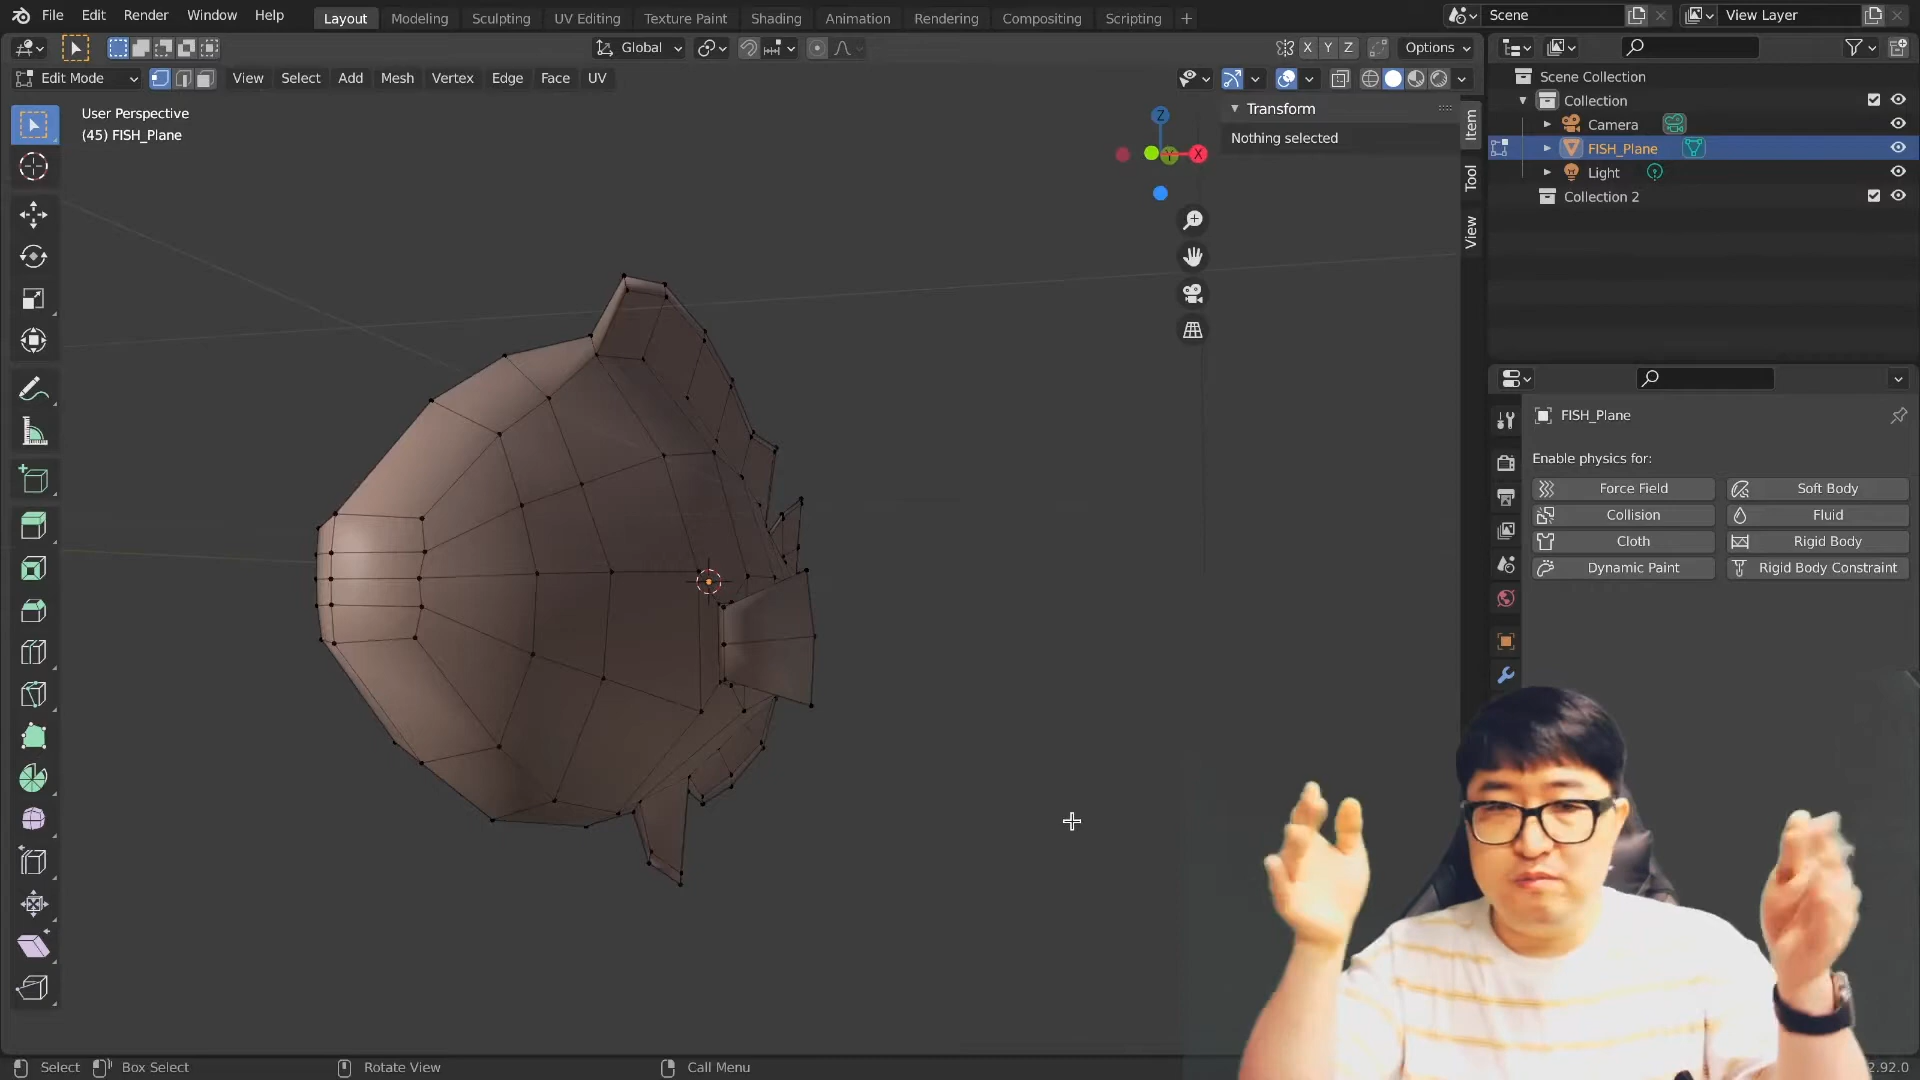 File Edit Render Window Help Layout Modeling Sculpting UV Editing Texture Paint Shading Animation Rendering Compositing Scripting + Scene View Layer
Global X Y Z Options
Edit Mode View Select Add Mesh Vertex Edge Face UV
User Perspective
(45) FISH_Plane
Z
X
Y
Transform
Nothing selected
Item
Tool
View
Scene Collection
Collection
Camera
FISH_Plane
Light
Collection 2
FISH_Plane
Enable physics for:
Force Field Soft Body
Collision Fluid
Cloth Rigid Body
Dynamic Paint Rigid Body Constraint
Select Box Select Rotate View Call Menu 2.92.0